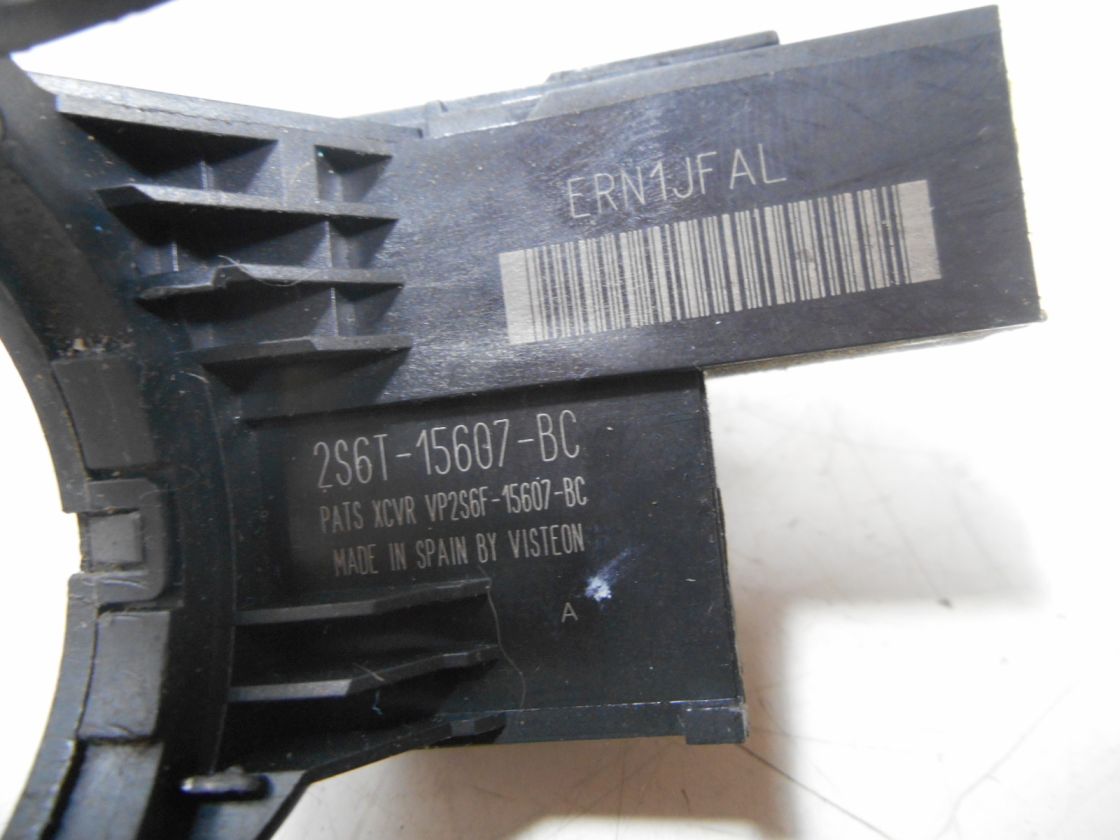 ERN1JFAL
2S6T-15607-BC
PATS XCVR VP2S6F-15607-BC
MADE IN SPAIN BY VISTEON
A